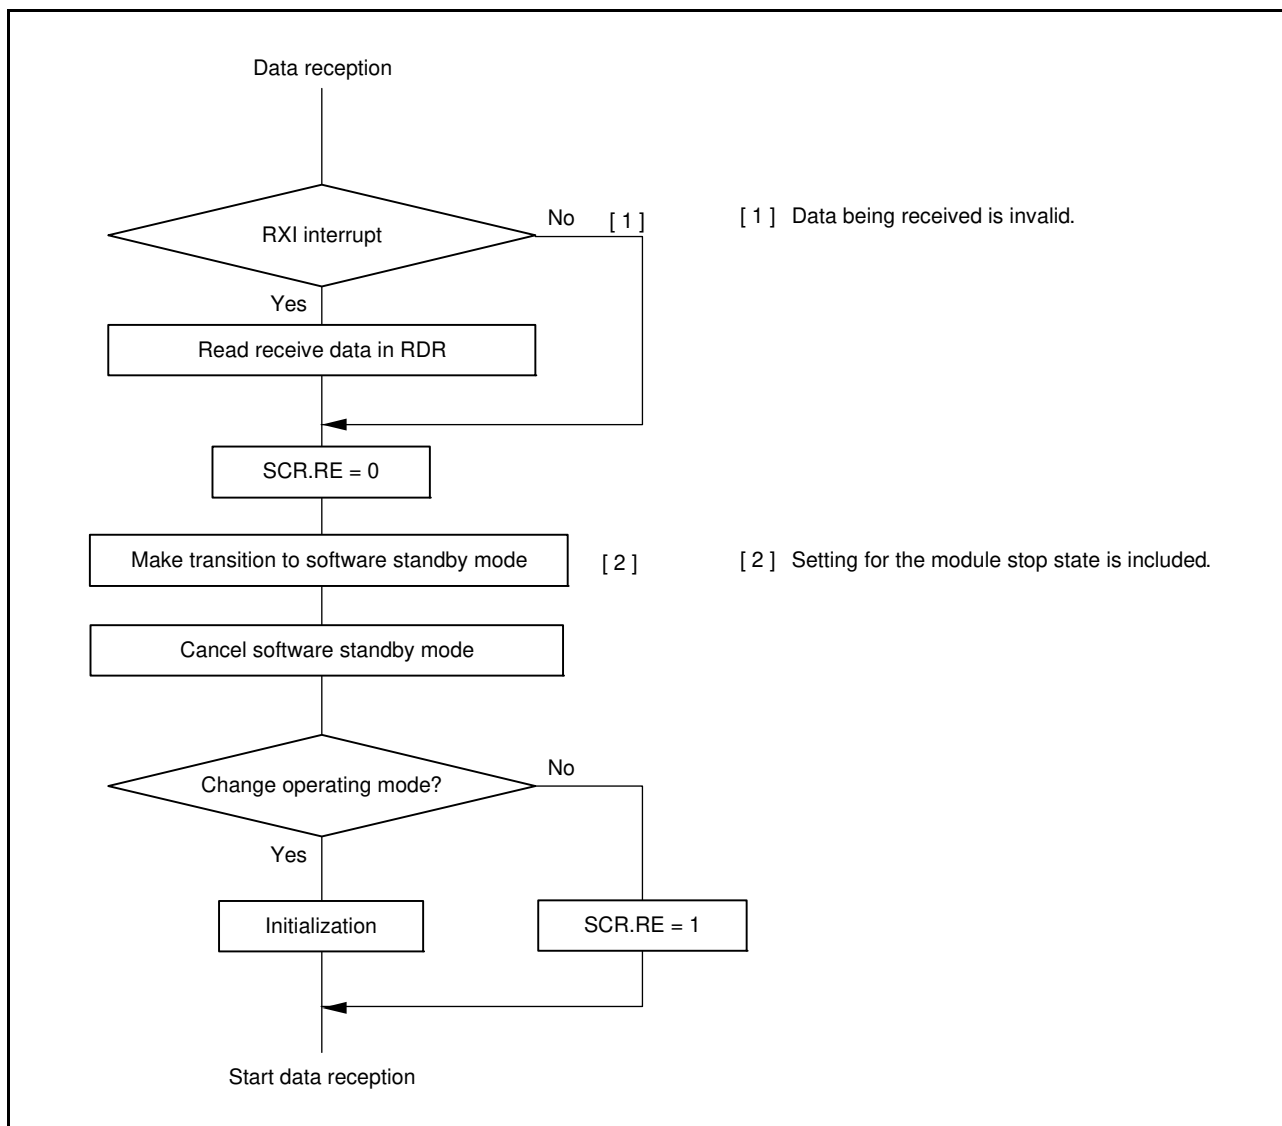 Data reception
RXI interrupt
No [ 1 ]
[ 1 ] Data being received is invalid.
Yes
Read receive data in RDR
SCR.RE = 0
Make transition to software standby mode
[ 2 ]
[ 2 ] Setting for the module stop state is included.
Cancel software standby mode
Change operating mode?
No
Yes
Initialization
SCR.RE = 1
Start data reception